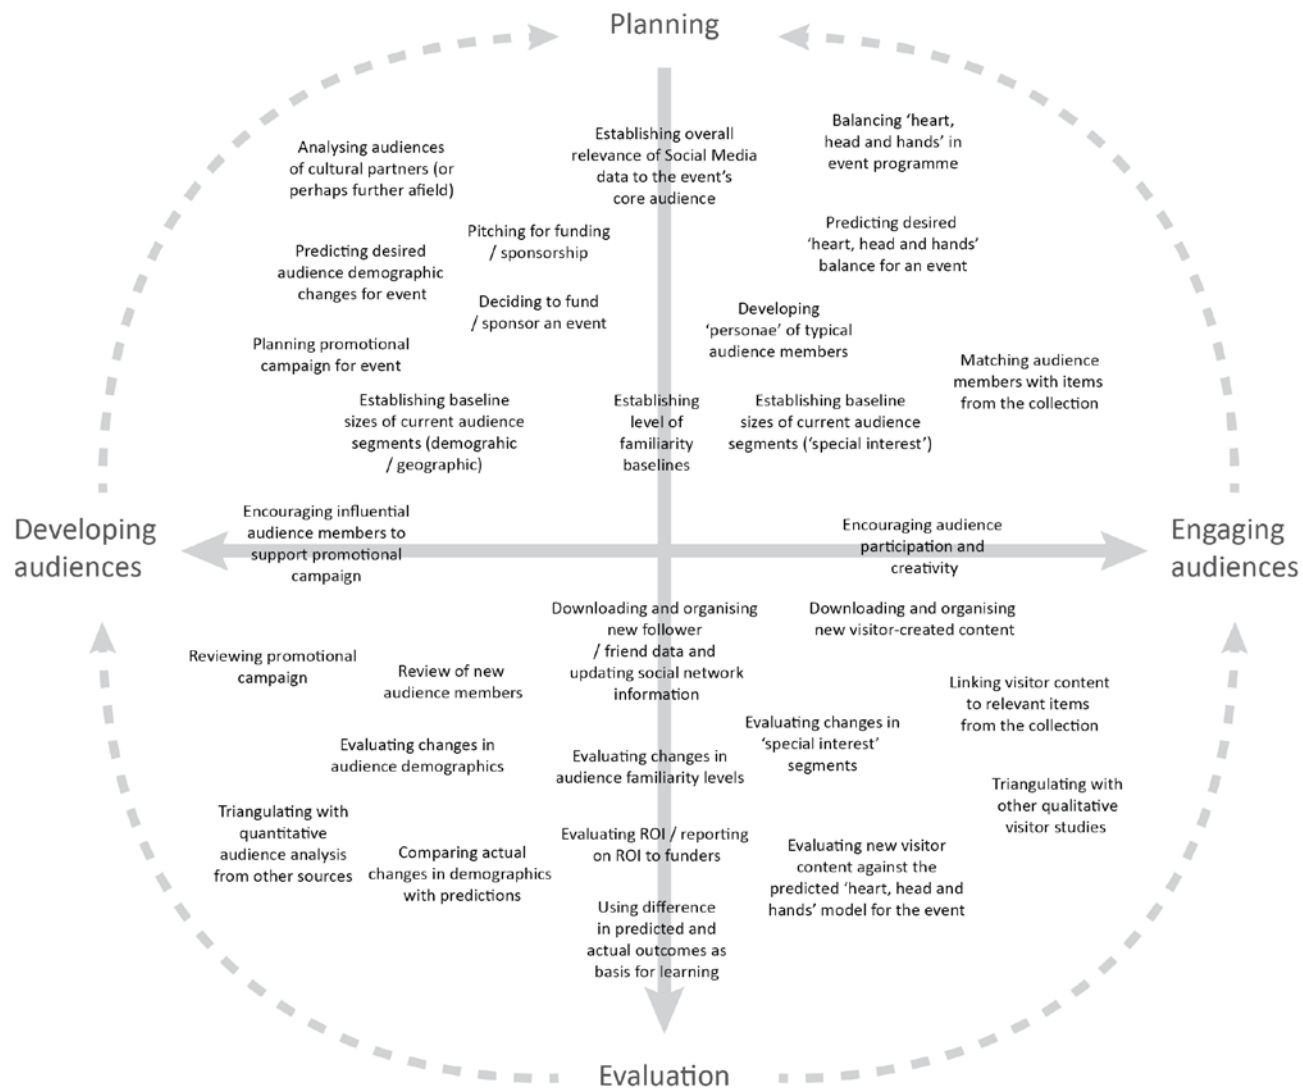 Planning
Analysing audiences
of cultural partners (or
perhaps further afield)
Establishing overall
relevance of Social Media
data to the event's
core audience
Balancing ‘heart,
head and hands’ in
event programme
Predicting desired
audience demographic
changes for event
Pitching for funding
/ sponsorship
Predicting desired
‘heart, head and hands’
balance for an event
Deciding to fund
/ sponsor an event
Developing
‘personae’ of typical
audience members
Planning promotional
campaign for event
Matching audience
members with items
from the collection
Establishing baseline
sizes of current audience
segments (demograhic
/ geographic)
Establishing
level of
familiarity
baselines
Establishing baseline
sizes of current audience
segments (‘special interest’)
Developing
audiences
Encouraging influential
audience members to
support promotional
campaign
Encouraging audience
participation and
creativity
Engaging
audiences
Downloading and organising
new follower
/ friend data and
updating social network
information
Downloading and organising
new visitor-created content
Reviewing promotional
campaign
Review of new
audience members
Linking visitor content
to relevant items
from the collection
Evaluating changes in
audience demographics
Evaluating changes in
audience familiarity levels
Evaluating changes in
‘special interest’
segments
Triangulating with
other qualitative
visitor studies
Triangulating with
quantitative
audience analysis
from other sources
Comparing actual
changes in demographics
with predictions
Evaluating ROI / reporting
on ROI to funders
Evaluating new visitor
content against the
predicted ‘heart, head and
hands’ model for the event
Using difference
in predicted and
actual outcomes as
basis for learning
Evaluation